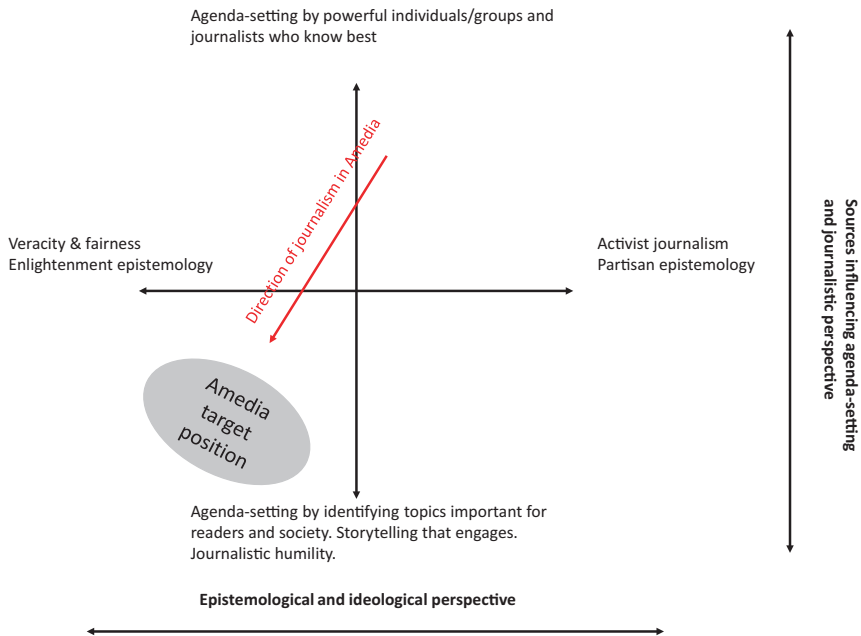 Agenda-setting by powerful individuals/groups and
journalists who know best
Direction of journalism in Amedia
Veracity & fairness
Enlightenment epistemology
Activist journalism
Partisan epistemology
Sources influencing agenda-setting
and journalistic perspective
Amedia
target
position
Agenda-setting by identifying topics important for
readers and society. Storytelling that engages.
Journalistic humility.
Epistemological and ideological perspective